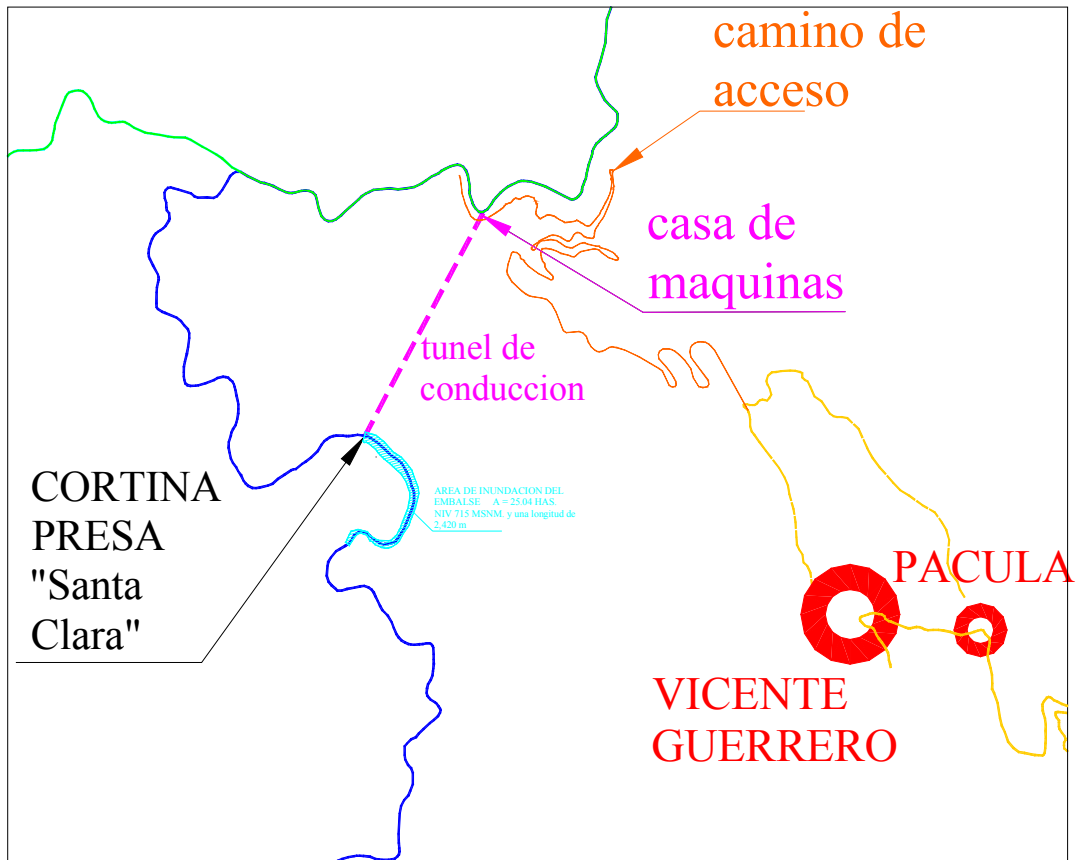 camino de
acceso
casa de
maquinas
tunel de
conduccion
CORTINA
PRESA
"Santa
Clara"
AREA DE INUNDACION DEL
EMBALSE A = 25.04 HAS.
NIV 715 MSNM. y una longitud de
2,420 m
PACULA
VICENTE
GUERRERO